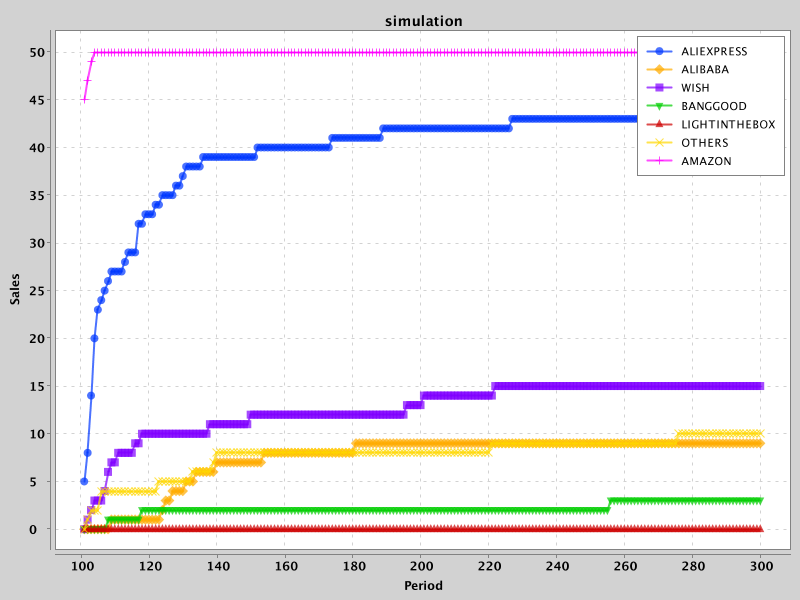 simulation
50
45
40
35
30
25
20
15
10
5
0
Sales
ALIEXPRESS
ALIBABA
WISH
BANGGOOD
LIGHTINTHEBOX
OTHERS
AMAZON
100 120 140 160 180 200 220 240 260 280 300
Period